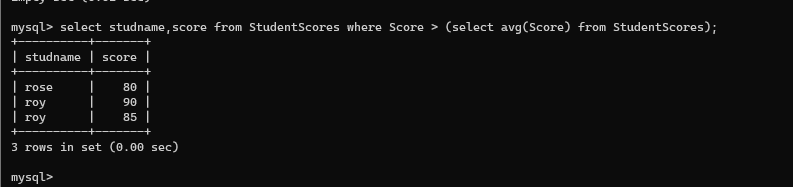 mysql> select studname,score from StudentScores where Score > (select avg(Score) from StudentScores);
+----------+-------+
| studname | score |
+----------+-------+
| rose     |    80 |
| roy      |    90 |
| roy      |    85 |
+----------+-------+
3 rows in set (0.00 sec)
mysql>